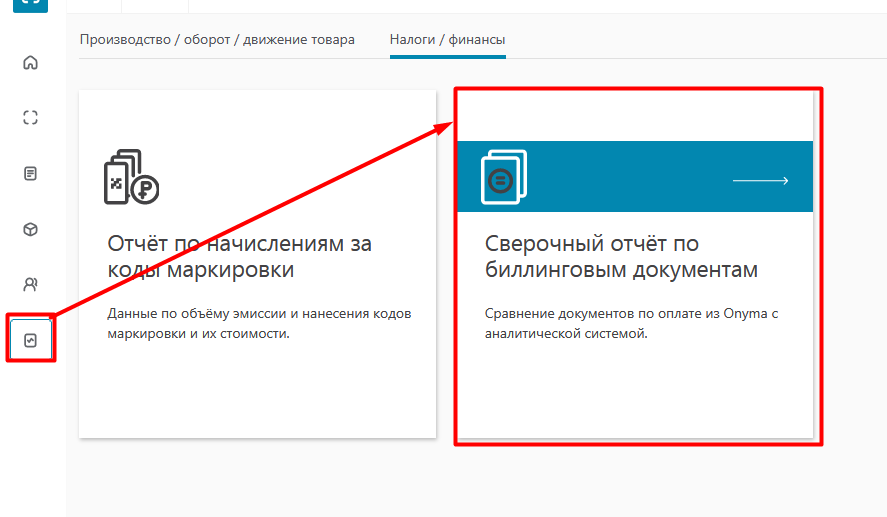 Производство / оборот / движение товара
Налоги / финансы
Отчёт по начислениям за
коды маркировки
Данные по объёму эмиссии и нанесения кодов
маркировки и их стоимости.
Сверочный отчёт по
биллинговым документам
Сравнение документов по оплате из Onyma с
аналитической системой.